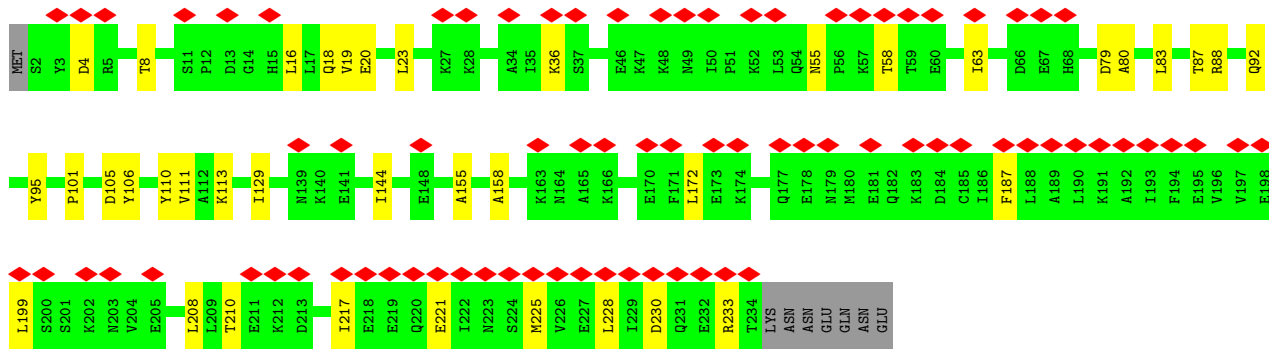 MET S2 Y3 D4 R5 T8 S11 P12 D13 G14 H15 L16 L17 Q18 V19 E20 L23 K27 K28 A34 I35 K36 S37 E46 K47 K48 N49 I50 P51 K52 L53 Q54 N55 P56 K57 T58 T59 E60 I63 D66 E67 H68 D79 A80 L83 T87 R88 Q92
Y95 P101 D105 Y106 Y110 V111 A112 K113 I129 N139 K140 E141 I144 E148 A155 A158 K163 N164 A165 K166 E170 F171 L172 E173 K174 Q177 E178 N179 M180 E181 Q182 K183 D184 C185 I186 F187 L188 A189 L190 K191 A192 I193 F194 E195 V196 V197 E198
L199 S200 S201 K202 N203 V204 E205 L208 L209 T210 E211 K212 D213 I217 E218 E219 Q220 E221 I222 N223 S224 M225 V226 E227 L228 I229 D230 Q231 E232 R233 T234 LYS ASN ASN GLU GLN ASN GLU